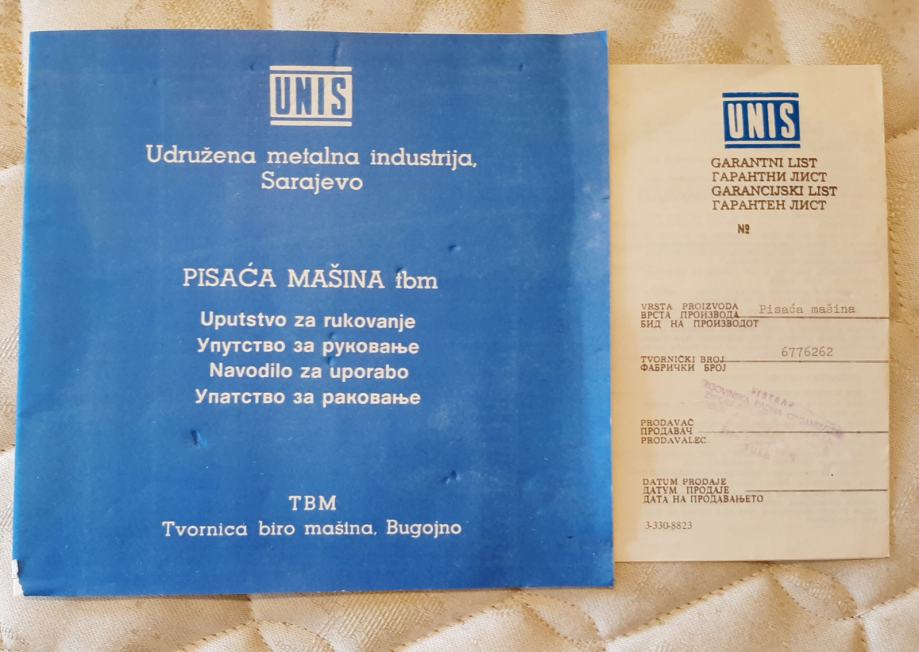 UNIS
Udružena metalna industrija,
Sarajevo
PISAĆA MAŠINA tbm
Uputstvo za rukovanje
Упутство за руковање
Navodilo za uporabo
Упатство за раковање
TBM
Tvornica biro mašina, Bugojno
UNIS
GARANTNI LIST
ГАРАНТНИ ЛИСТ
GARANCIJSKI LIST
ГАРАНТЕН ЛИСТ
№
VRSTA PROIZVODA
ВРСТА ПРОИЗВОДА Pisaća mašina
БИД НА ПРОИЗВОДОТ
TVORNIČKI BROJ 6776262
ФАБРИЧКИ БРОЈ
PRODAVAČ
ПРОДАВАЧ
PRODAVALEC
DATUM PRODAJE
ДАТУМ ПРОДАЈЕ
ДАТА НА ПРОДАВАЊЕТО
3-330-8823